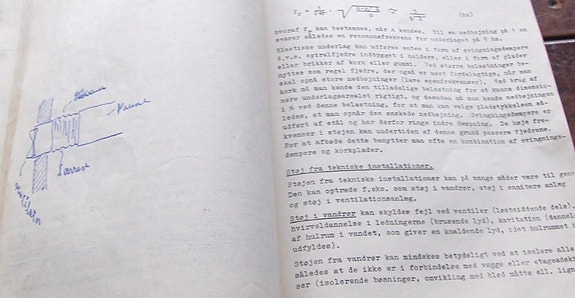 (8a)
hvoraf f_r kan bestemmes, når λ kendes. Til en nedbøjning på 1 cm
svarer således en resonansfrekvens for underlaget på 5 hz.
Elastiske underlag kan udføres enten i form af svingningsdæmpere
d.v.s. spiralfjedre indbygget i holdere, eller i form af plader
eller brikker af kork eller gummi. Ved større belastninger be-
nyttes som regel fjedre, der også er mest fordelagtige, når man
skal opnå store nedbøjninger (lave egenfrekvenser). Ved brug af
kork må man kende den tilladelige belastning for at kunne dimensio-
nere underlagsarealet rigtigt, og desuden må man kende nedbøjningen
i % ved denne belastning, for at man kan vælge pladetykkelsen så-
ledes, at man opnår den ønskede nedbøjning. Svingningsdæmpere er
udført af stål og har derfor ringe indre dæmpning. De høje fre-
kvenser i støjen kan undertiden af denne grund passere fjedrene.
For at afbøde dette benytter man ofte en kombination af svingnings-
dæmpere og korkplader.
Støj fra tekniske installationer.
Støjen fra tekniske installationer kan på mange måder være til gene
Den kan optræde f.eks. som støj i vandrør, støj i sanitære anlæg
og støj i ventilationsanlæg.
Støj i vandrør kan skyldes fejl ved ventiler (løstsiddende dele),
hvirveldannelse i ledningerne (brusende lyd), kavitation (dannel
af hulrum i vandet, som giver en knaldende lyd, idet hulrummet i
udfyldes).
Støjen fra vandrør kan mindskes betydeligt ved at isolere alle
således at de ikke er i forbindelse med vægge eller etageadski
ser (isolerende bøsninger, omvikling med blød måtte ell. lign